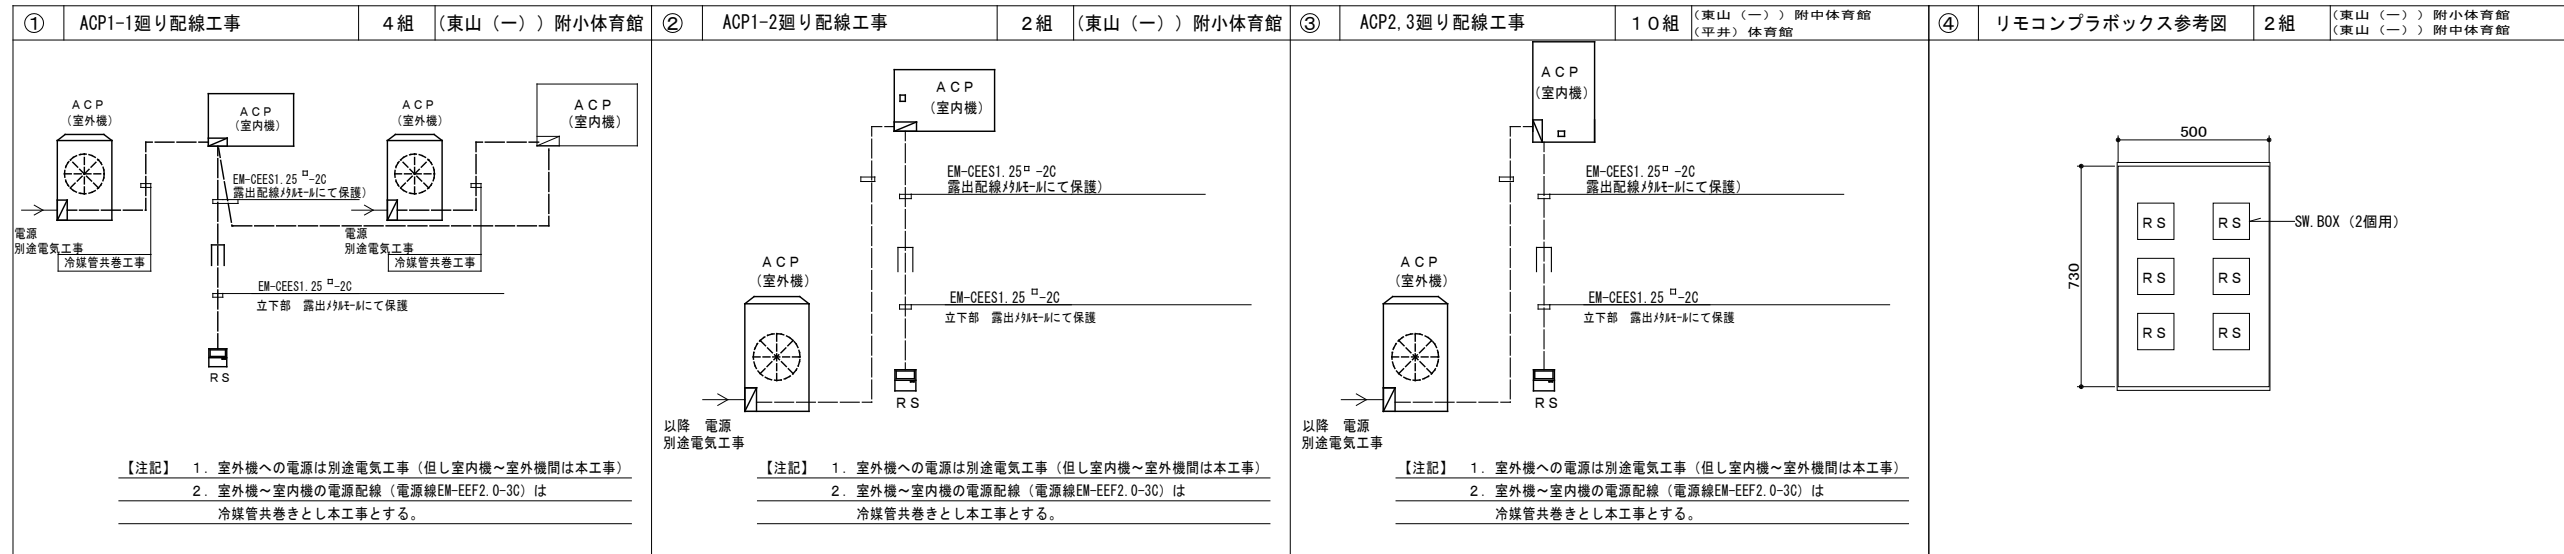 ① ACP1-1廻り配線工事 4組 (東山（一））附小体育館
ACP
(室外機)
ACP
(室内機)
ACP
(室外機)
ACP
(室内機)
EM-CEES1.25□-2C
露出配線ﾒﾀﾙﾓｰﾙにて保護)
電源
別途電気工事
冷媒管共巻工事
電源
別途電気工事
冷媒管共巻工事
EM-CEES1.25□-2C
立下部 露出ﾒﾀﾙﾓｰﾙにて保護
RS
【注記】 1. 室外機への電源は別途電気工事（但し室内機～室外機間は本工事）
2. 室外機～室内機の電源配線（電源線EM-EEF2.0-3C）は
冷媒管共巻きとし本工事とする。
② ACP1-2廻り配線工事 2組 (東山（一））附小体育館
ACP
(室内機)
EM-CEES1.25□-2C
露出配線ﾒﾀﾙﾓｰﾙにて保護)
ACP
(室外機)
EM-CEES1.25□-2C
立下部 露出ﾒﾀﾙﾓｰﾙにて保護
RS
以降 電源
別途電気工事
【注記】 1. 室外機への電源は別途電気工事（但し室内機～室外機間は本工事）
2. 室外機～室内機の電源配線（電源線EM-EEF2.0-3C）は
冷媒管共巻きとし本工事とする。
③ ACP2,3廻り配線工事 10組 (東山（一））附中体育館
(平井）体育館
ACP
(室内機)
EM-CEES1.25□-2C
露出配線ﾒﾀﾙﾓｰﾙにて保護)
ACP
(室外機)
EM-CEES1.25□-2C
立下部 露出ﾒﾀﾙﾓｰﾙにて保護
RS
以降 電源
別途電気工事
【注記】 1. 室外機への電源は別途電気工事（但し室内機～室外機間は本工事）
2. 室外機～室内機の電源配線（電源線EM-EEF2.0-3C）は
冷媒管共巻きとし本工事とする。
④ リモコンプラボックス参考図 2組 (東山（一））附小体育館
(東山（一））附中体育館
500
730
RS RS SW.BOX（2個用）
RS RS
RS RS